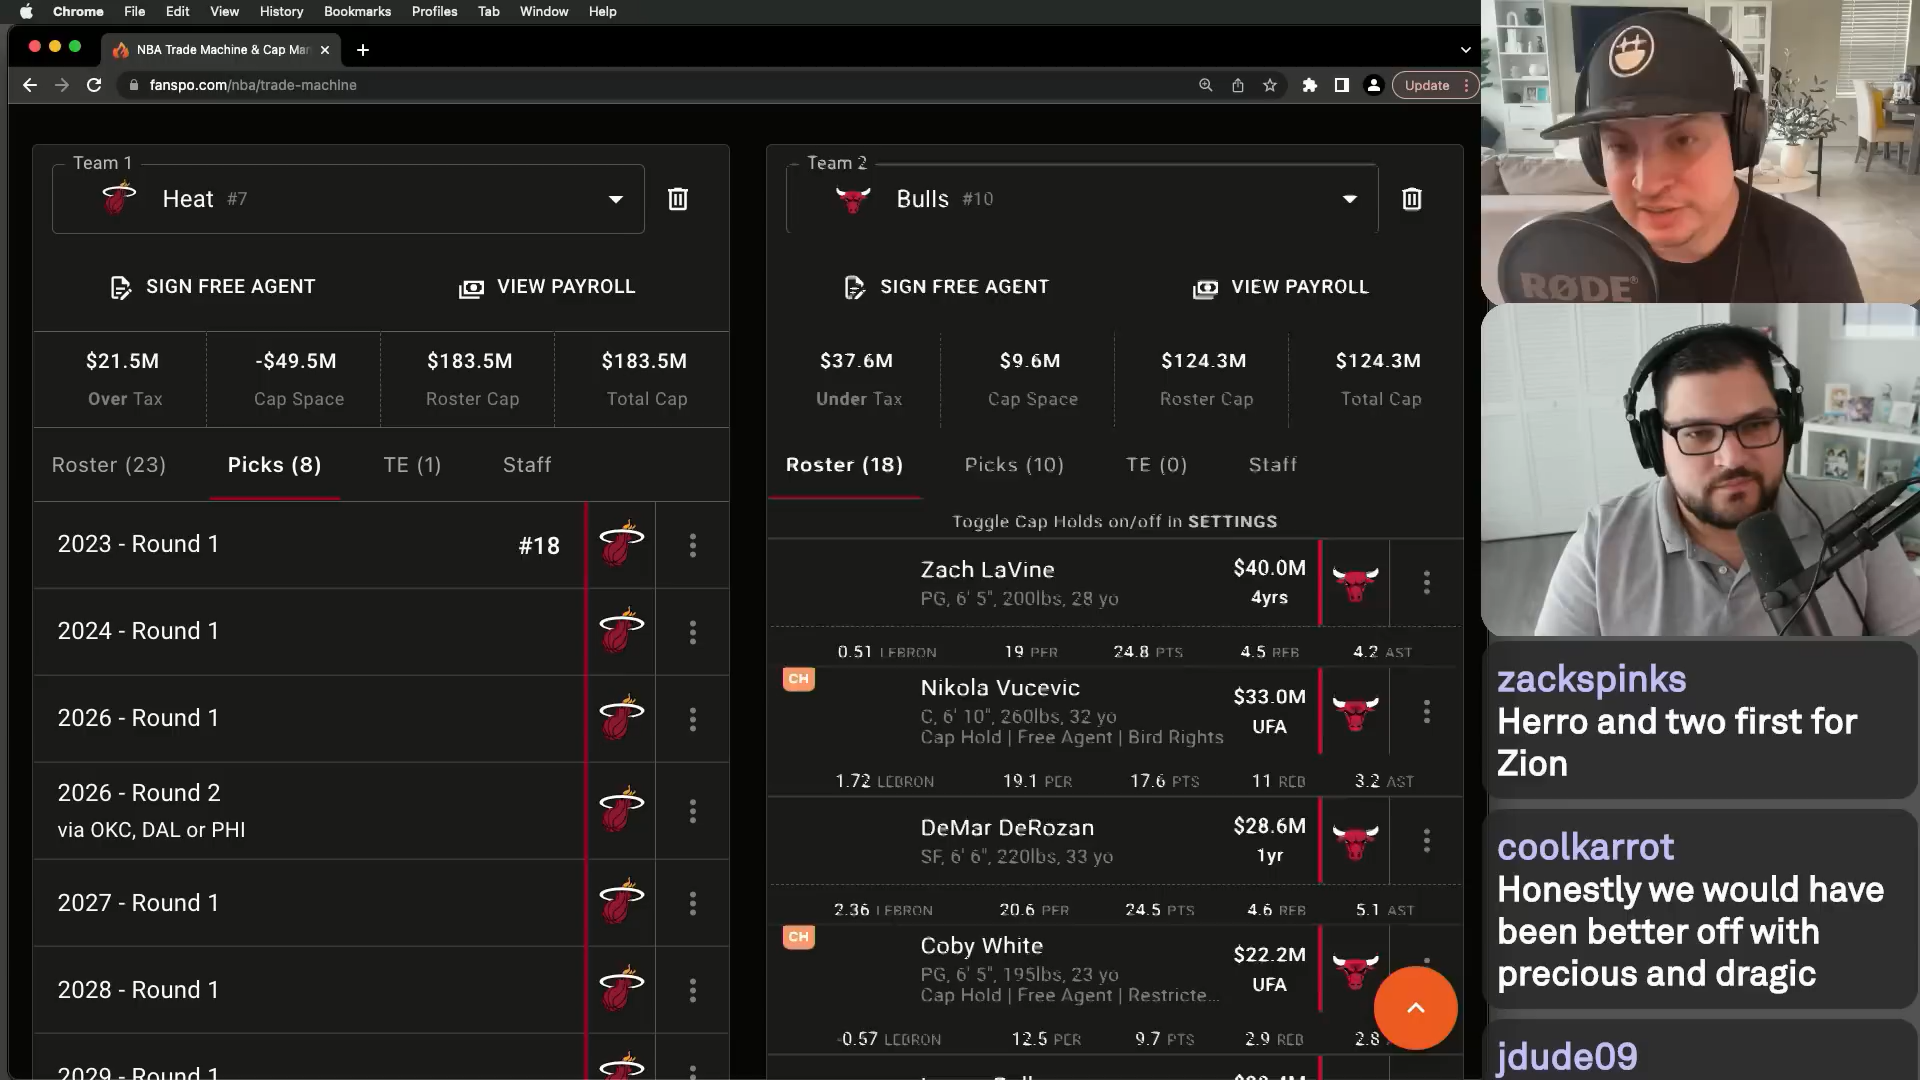 Chrome File Edit View History Bookmarks Profiles Tab Window Help
NBA Trade Machine & Cap Man
fanspo.com/nba/trade-machine
Update
Team 1
Heat #7
SIGN FREE AGENT VIEW PAYROLL
$21.5M -$49.5M $183.5M $183.5M
Over Tax Cap Space Roster Cap Total Cap
Roster (23) Picks (8) TE (1) Staff
2023 - Round 1 #18
2024 - Round 1
2026 - Round 1
2026 - Round 2
via OKC, DAL or PHI
2027 - Round 1
2028 - Round 1
2029 - Round 1
Team 2
Bulls #10
SIGN FREE AGENT VIEW PAYROLL
$37.6M $9.6M $124.3M $124.3M
Under Tax Cap Space Roster Cap Total Cap
Roster (18) Picks (10) TE (0) Staff
Toggle Cap Holds on/off in SETTINGS
Zach LaVine $40.0M
PG, 6' 5", 200lbs, 28 yo 4yrs
0.51 LEBRON 19 PER 24.8 PTS 4.5 REB 4.2 AST
CH
Nikola Vucevic $33.0M
C, 6' 10", 260lbs, 32 yo UFA
Cap Hold | Free Agent | Bird Rights
1.72 LEBRON 19.1 PER 17.6 PTS 11 REB 3.2 AST
DeMar DeRozan $28.6M
SF, 6' 6", 220lbs, 33 yo 1yr
2.36 LEBRON 20.6 PER 24.5 PTS 4.6 REB 5.1 AST
CH
Coby White $22.2M
PG, 6' 5", 195lbs, 23 yo UFA
Cap Hold | Free Agent | Restricte...
-0.57 LEBRON 12.5 PER 9.7 PTS 2.9 REB 2.8
RØDE
zackspinks
Herro and two first for
Zion
coolkarrot
Honestly we would have
been better off with
precious and dragic
jdude09